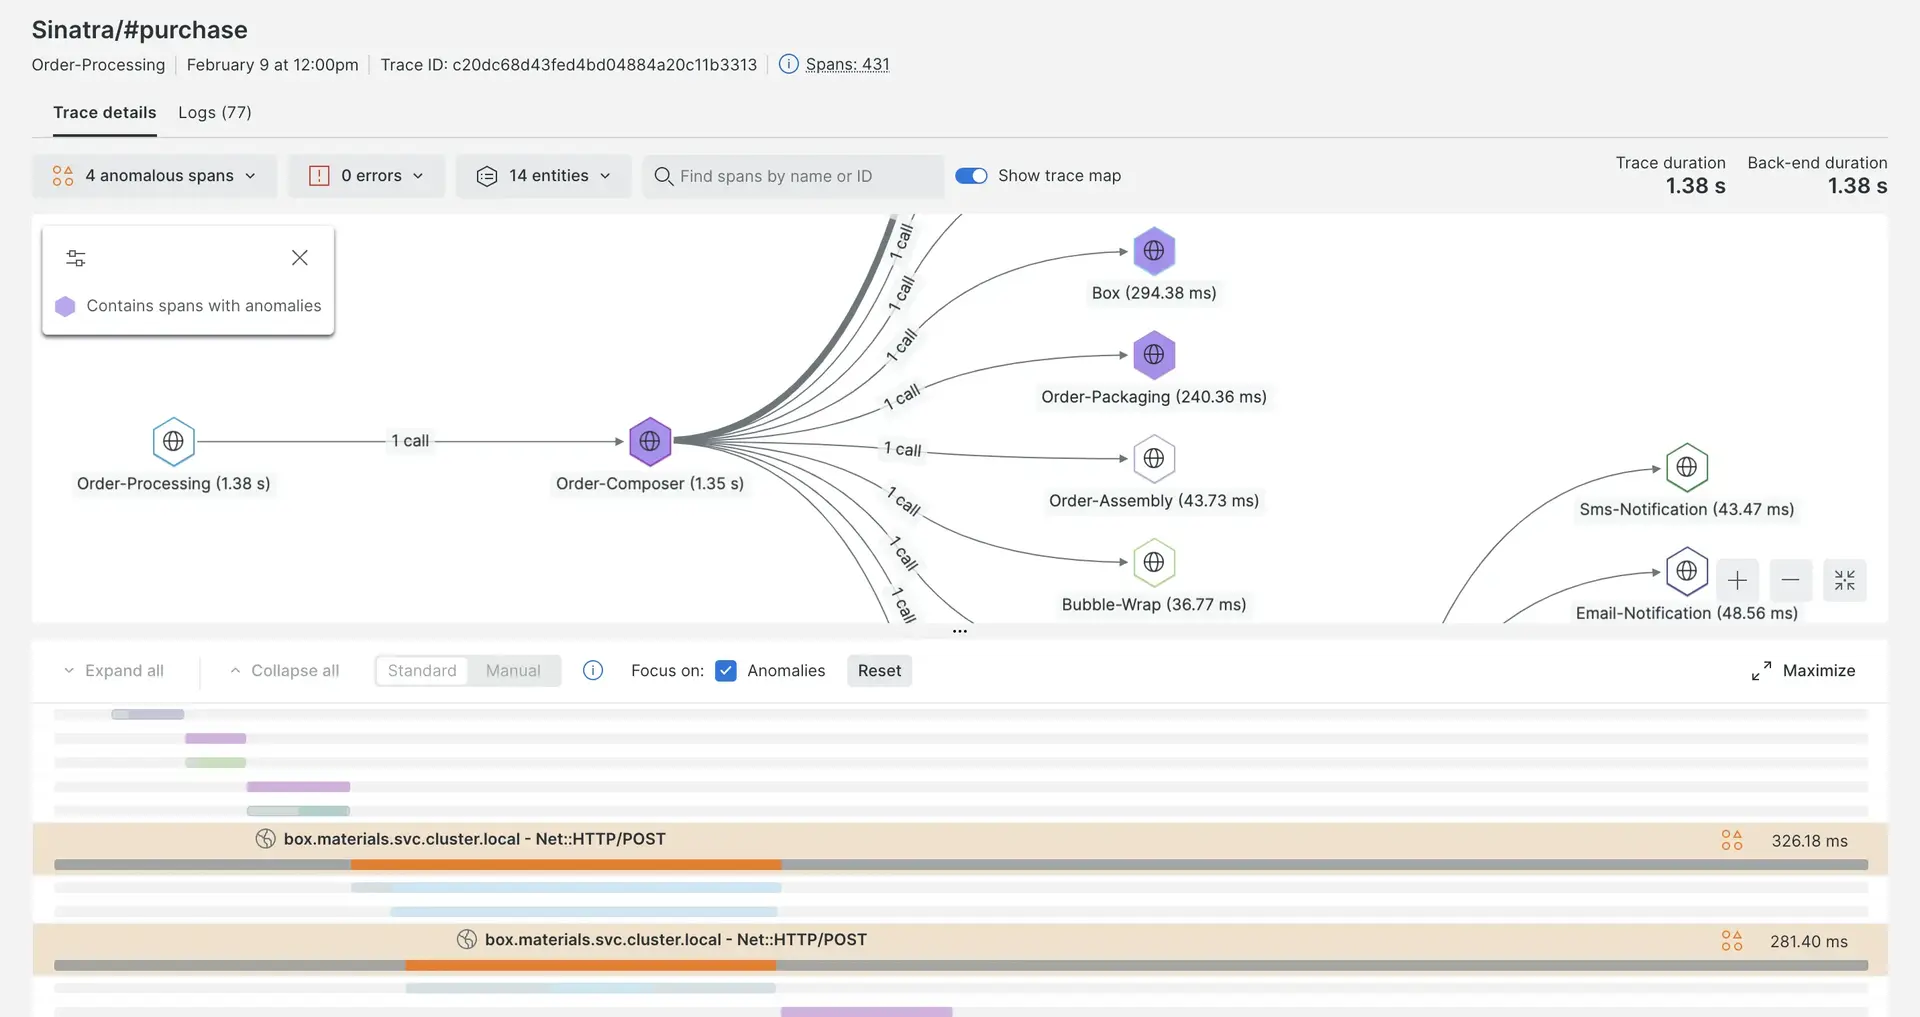 Sinatra/#purchase
Order-Processing | February 9 at 12:00pm | Trace ID: c20dc68d43fed4bd04884a20c11b3313 | Spans: 431
Trace details Logs (77)
4 anomalous spans 0 errors 14 entities Find spans by name or ID Show trace map
Trace duration Back-end duration
1.38 s 1.38 s
Contains spans with anomalies
1 call
1 call
1 call
1 call
1 call
1 call
1 call
1 call
1 call
Box (294.38 ms)
Order-Packaging (240.36 ms)
Order-Processing (1.38 s)
Order-Composer (1.35 s)
Order-Assembly (43.73 ms)
Sms-Notification (43.47 ms)
Bubble-Wrap (36.77 ms)
Email-Notification (48.56 ms)
Expand all Collapse all Standard Manual Focus on: Anomalies Reset Maximize
box.materials.svc.cluster.local - Net::HTTP/POST 326.18 ms
box.materials.svc.cluster.local - Net::HTTP/POST 281.40 ms